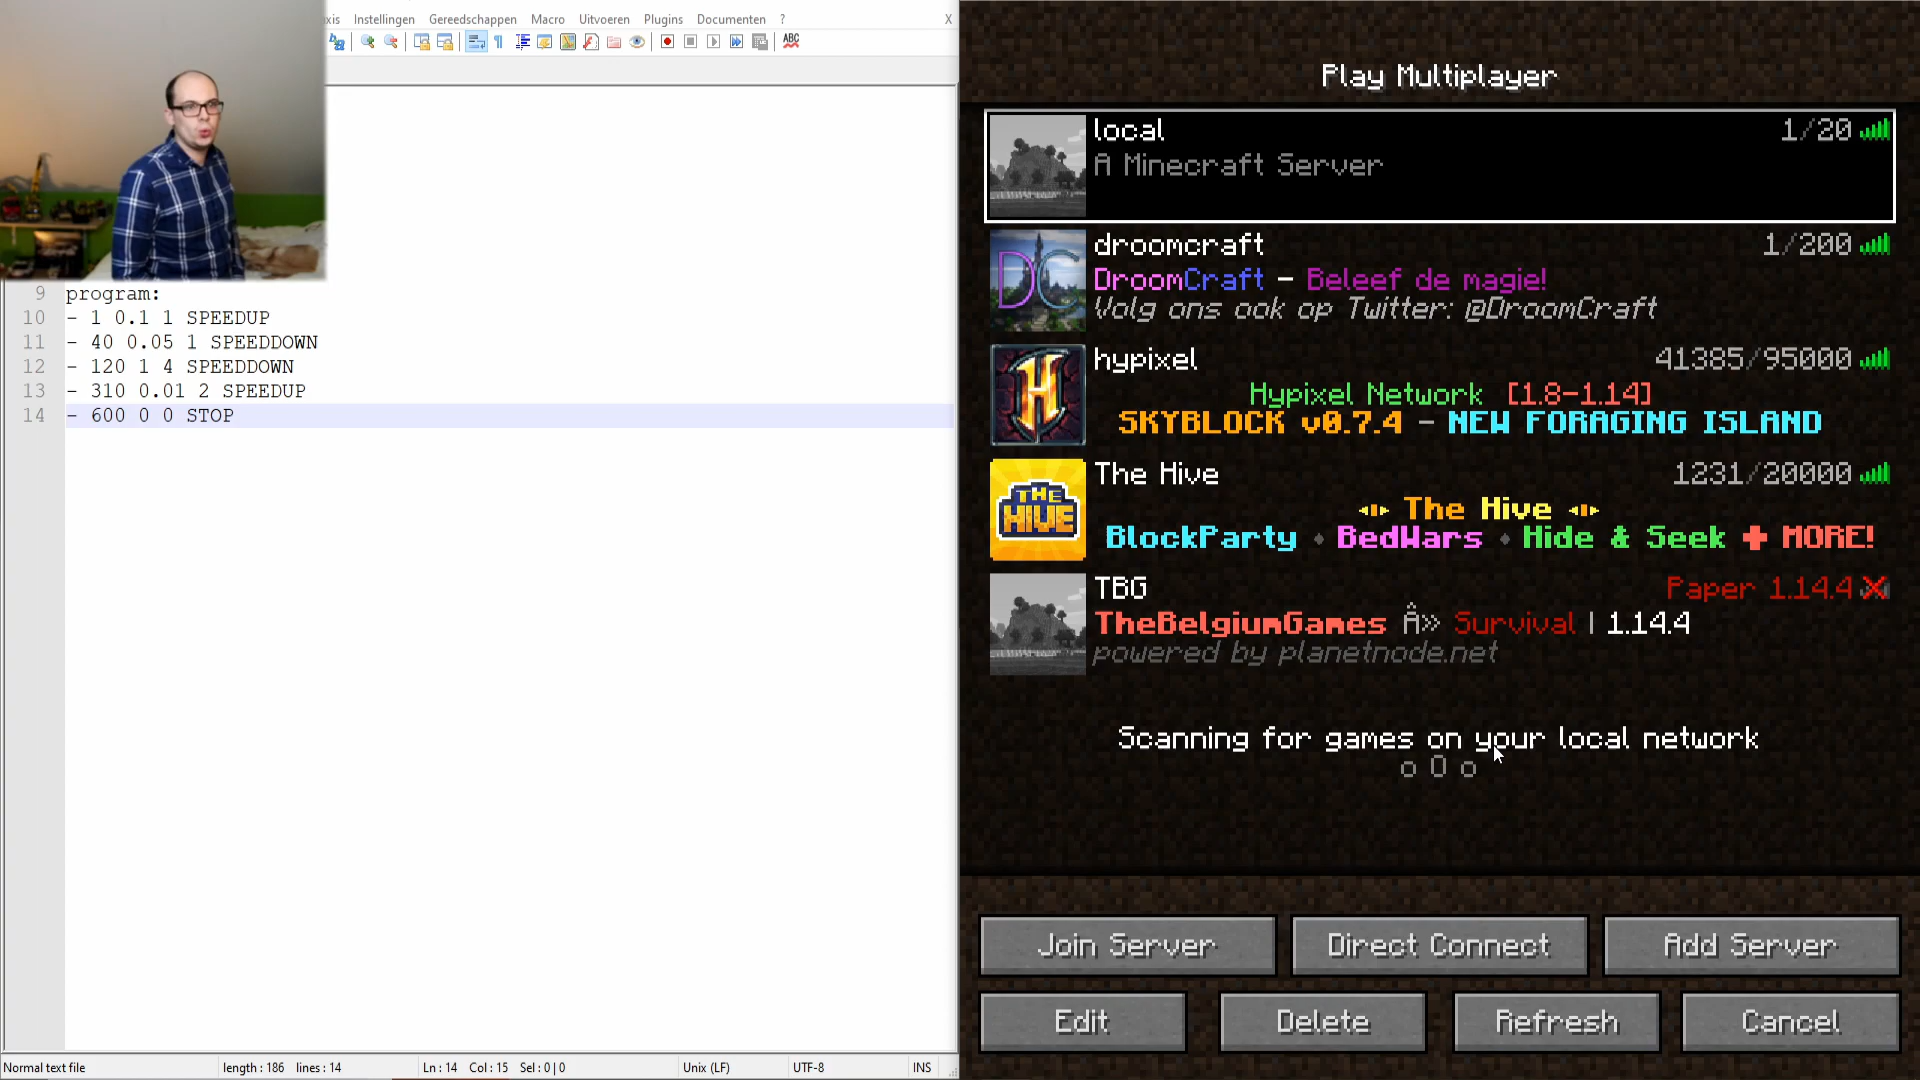 Instellingen Gereedschappen Macro Uitvoeren Plugins Documenten ? X
ABC
9 program:
10 - 1 0.1 1 SPEEDUP
11 - 40 0.05 1 SPEEDDOWN
12 - 120 1 4 SPEEDDOWN
13 - 310 0.01 2 SPEEDUP
14 - 600 0 0 STOP
Normal text file length : 186 lines : 14 Ln : 14 Col : 15 Sel : 0 | 0 Unix (LF) UTF-8 INS
Play Multiplayer
local 1/20
A Minecraft Server
DC
droomcraft 1/200
DroomCraft - Beleef de magie!
Volg ons ook op Twitter: @DroomCraft
H
hypixel 41385/95000
Hypixel Network [1.8-1.14]
SKYBLOCK v0.7.4 - NEW FORAGING ISLAND
THE HIVE
The Hive 1231/20000
The Hive
BlockParty • BedWars • Hide & Seek + MORE!
TBG Paper 1.14.4
TheBelgiumGames Â» Survival | 1.14.4
powered by planetnode.net
Scanning for games on your local network
o O o
Join Server Direct Connect Add Server
Edit Delete Refresh Cancel